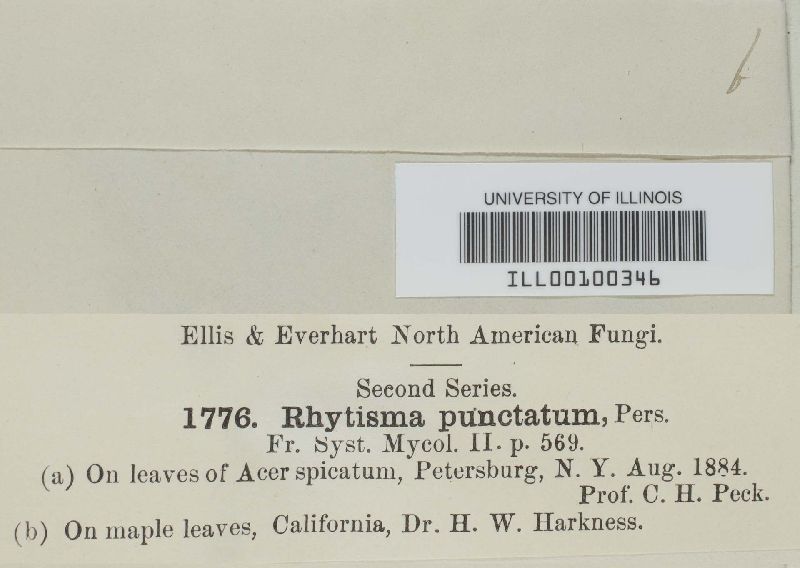 b
UNIVERSITY OF ILLINOIS
ILL00100346
Ellis & Everhart North American Fungi.
Second Series.
1776. Rhytisma punctatum, Pers.
Fr. Syst. Mycol. II. p. 569.
(a) On leaves of Acer spicatum, Petersburg, N. Y. Aug. 1884.
Prof. C. H. Peck.
(b) On maple leaves, California, Dr. H. W. Harkness.